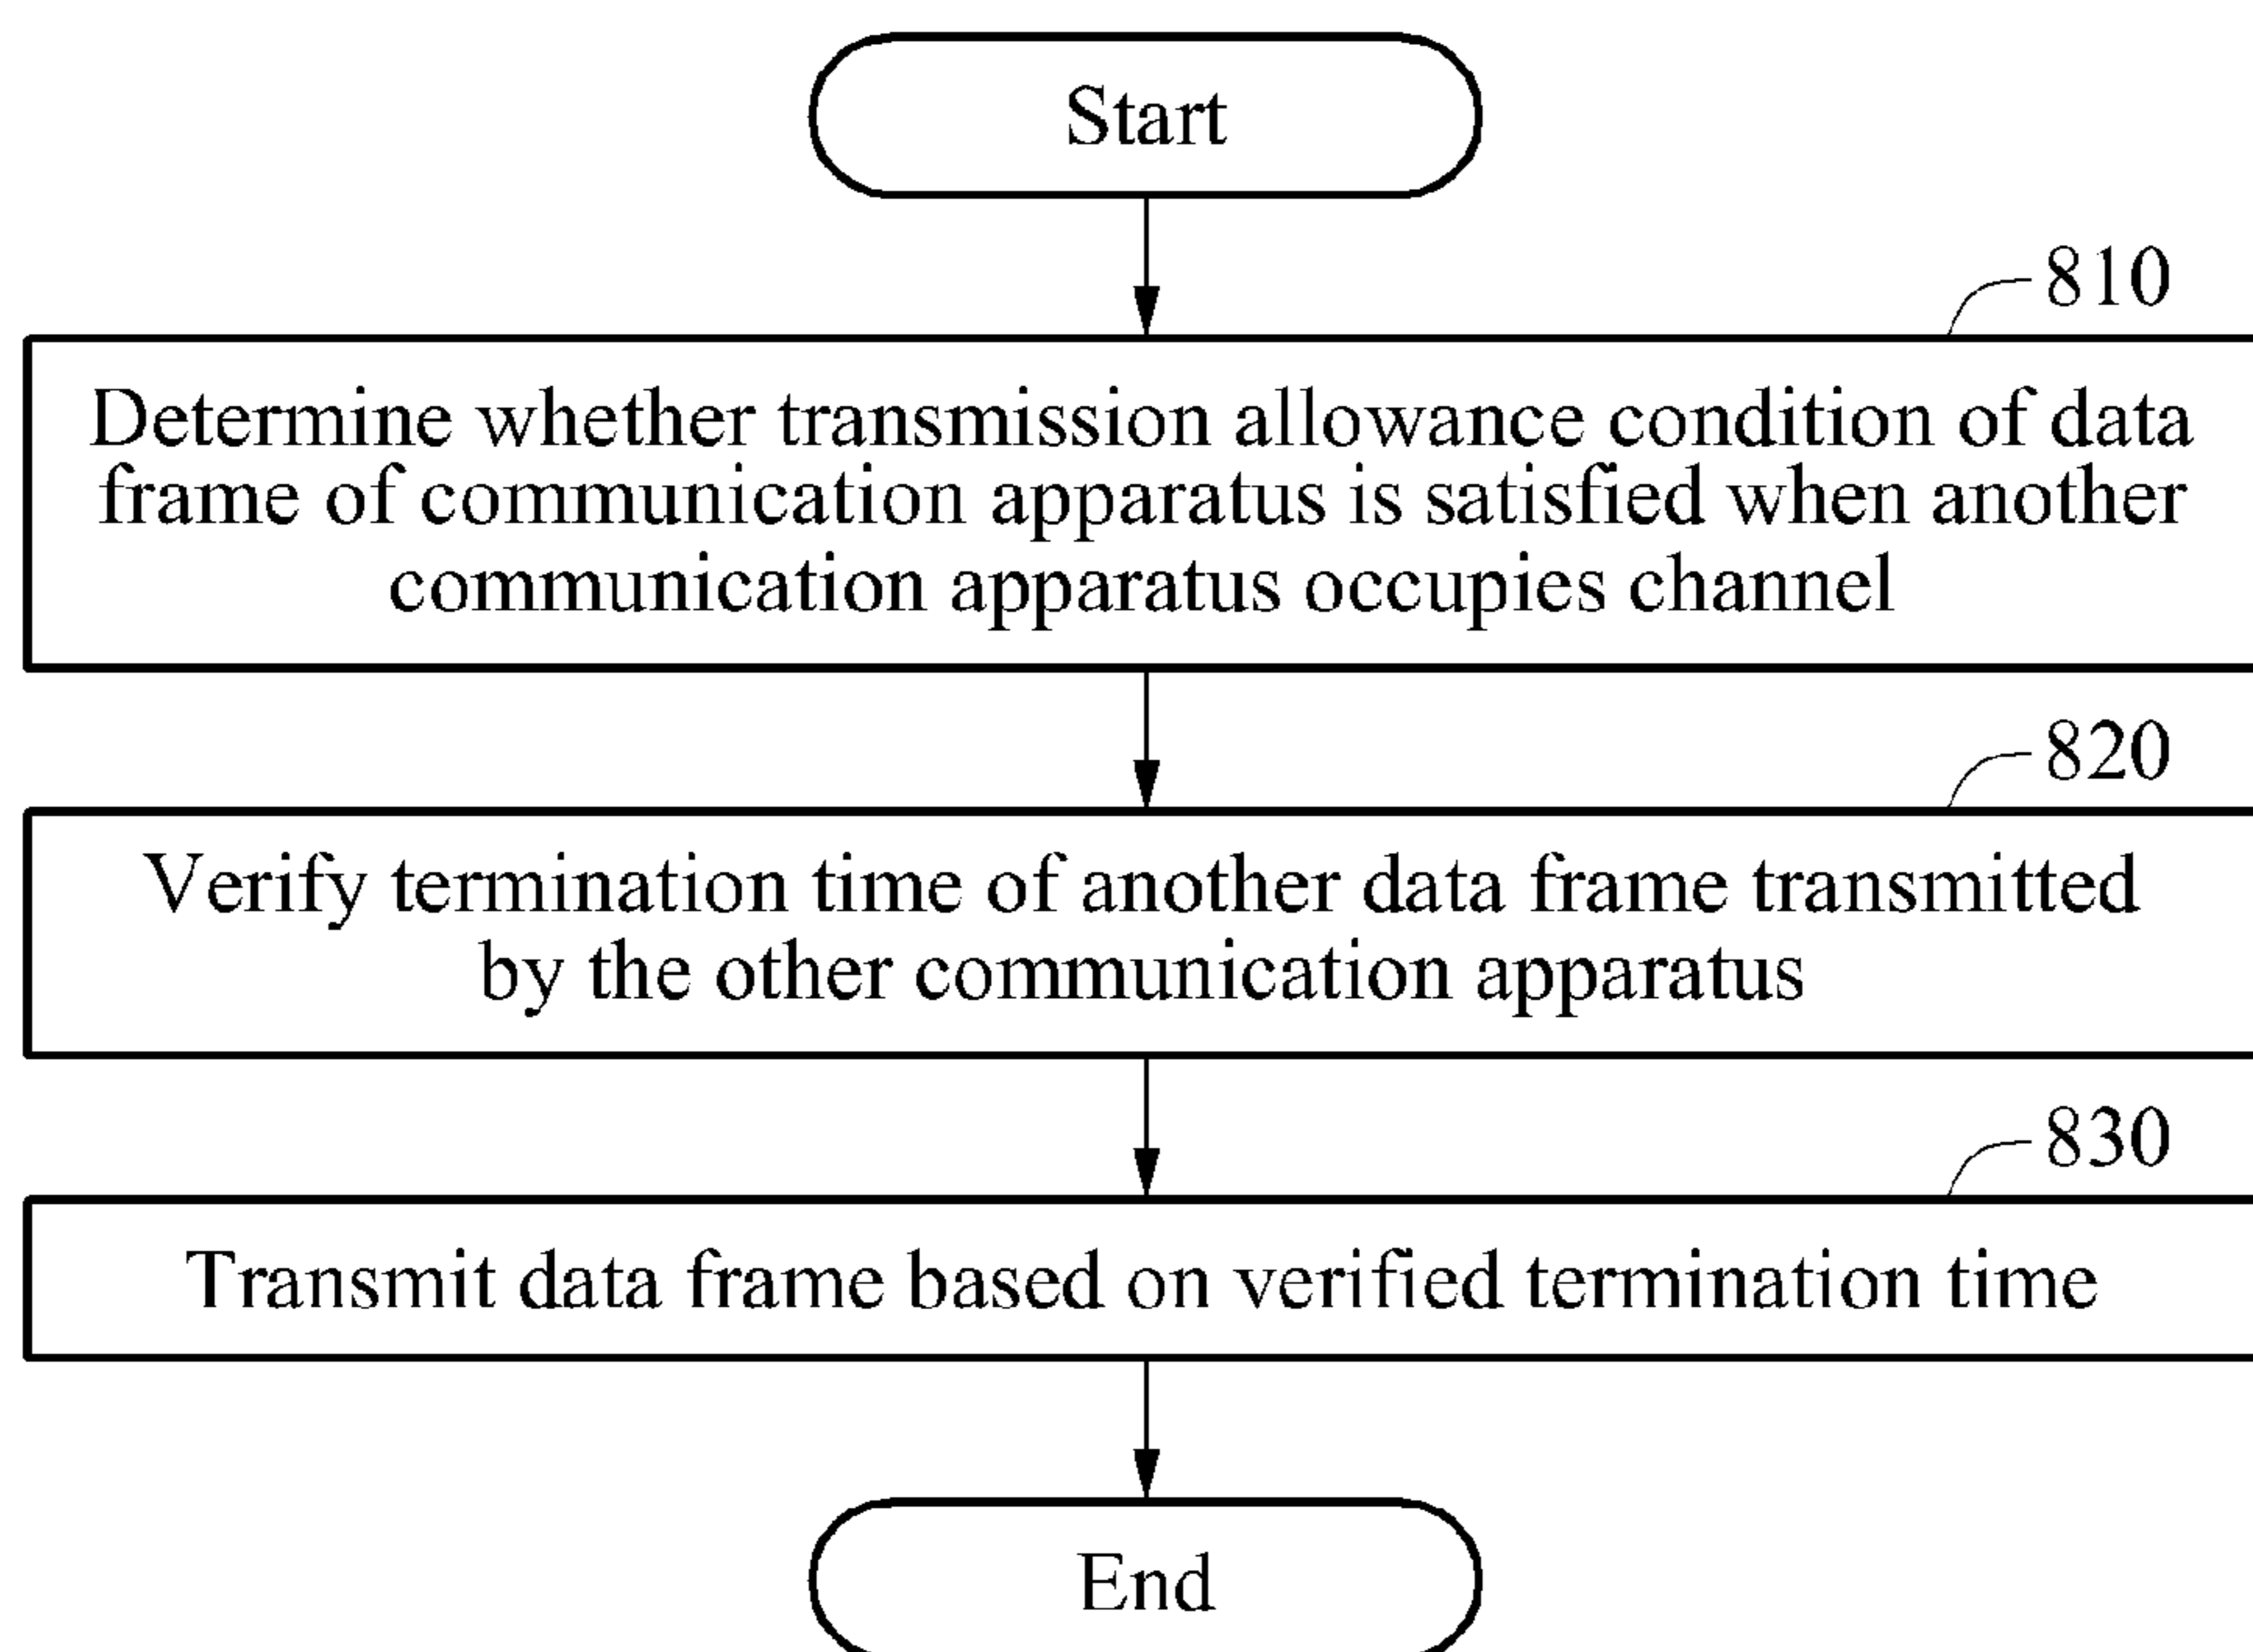 Start
810
Determine whether transmission allowance condition of data
frame of communication apparatus is satisfied when another
communication apparatus occupies channel
820
Verify termination time of another data frame transmitted
by the other communication apparatus
830
Transmit data frame based on verified termination time
End